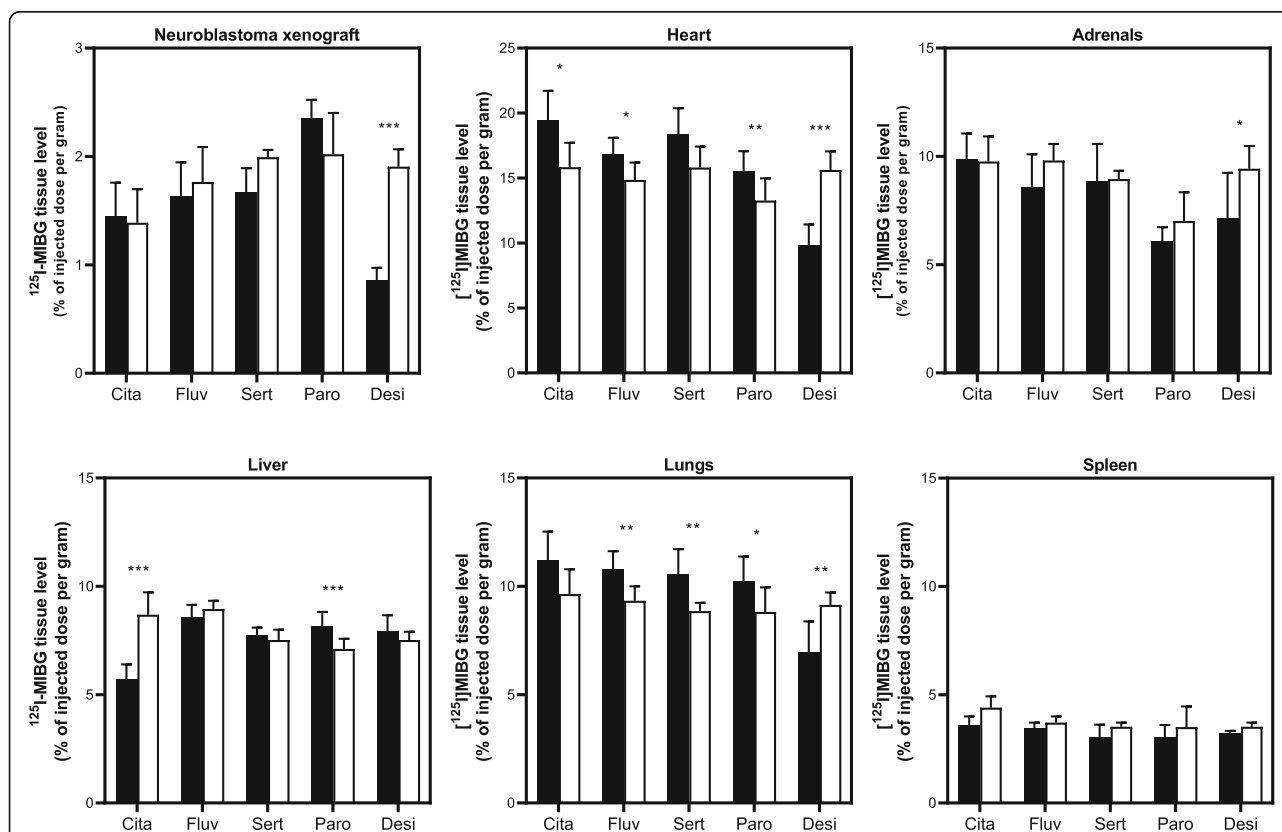 Neuroblastoma xenograft
¹²⁵I-MIBG tissue level
(% of injected dose per gram)
3
2
1
0
***
Cita Fluv Sert Paro Desi
Heart
[¹²⁵I]MIBG tissue level
(% of injected dose per gram)
25
20
15
10
5
0
* * ** ***
Cita Fluv Sert Paro Desi
Adrenals
[¹²⁵I]MIBG tissue level
(% of injected dose per gram)
15
10
5
0
*
Cita Fluv Sert Paro Desi
Liver
¹²⁵I-MIBG tissue level
(% of injected dose per gram)
15
10
5
0
*** ***
Cita Fluv Sert Paro Desi
Lungs
[¹²⁵I]MIBG tissue level
(% of injected dose per gram)
15
10
5
0
** ** * **
Cita Fluv Sert Paro Desi
Spleen
[¹²⁵I]MIBG tissue level
(% of injected dose per gram)
15
10
5
0
Cita Fluv Sert Paro Desi